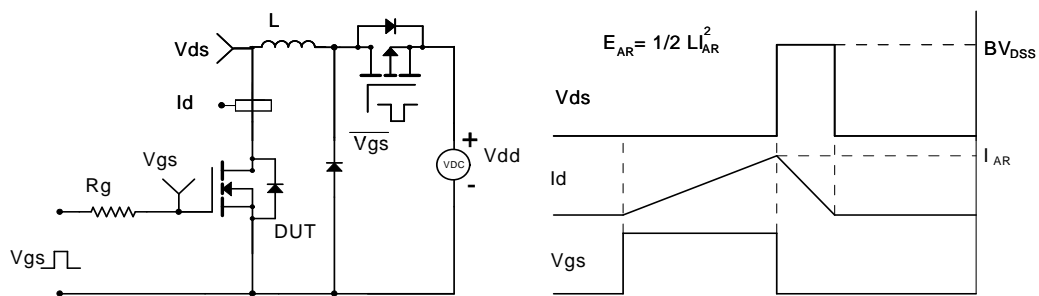 L
Vds
Id
Vgs
Rg
DUT
Vgs
Vgs
+
VDC
-
Vdd
E_AR = 1/2 LI_AR^2
Vds
BV_DSS
Id
I_AR
Vgs